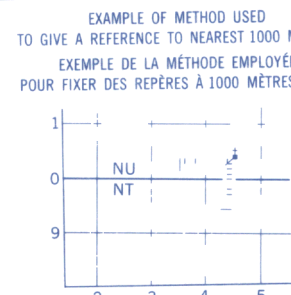 EXAMPLE OF METHOD USED
TO GIVE A REFERENCE TO NEAREST 1000
EXEMPLE DE LA MÉTHODE EMPLOYÉE
POUR FIXER DES REPÈRES À 1000 MÈTRES
1
NU
0
NT
9